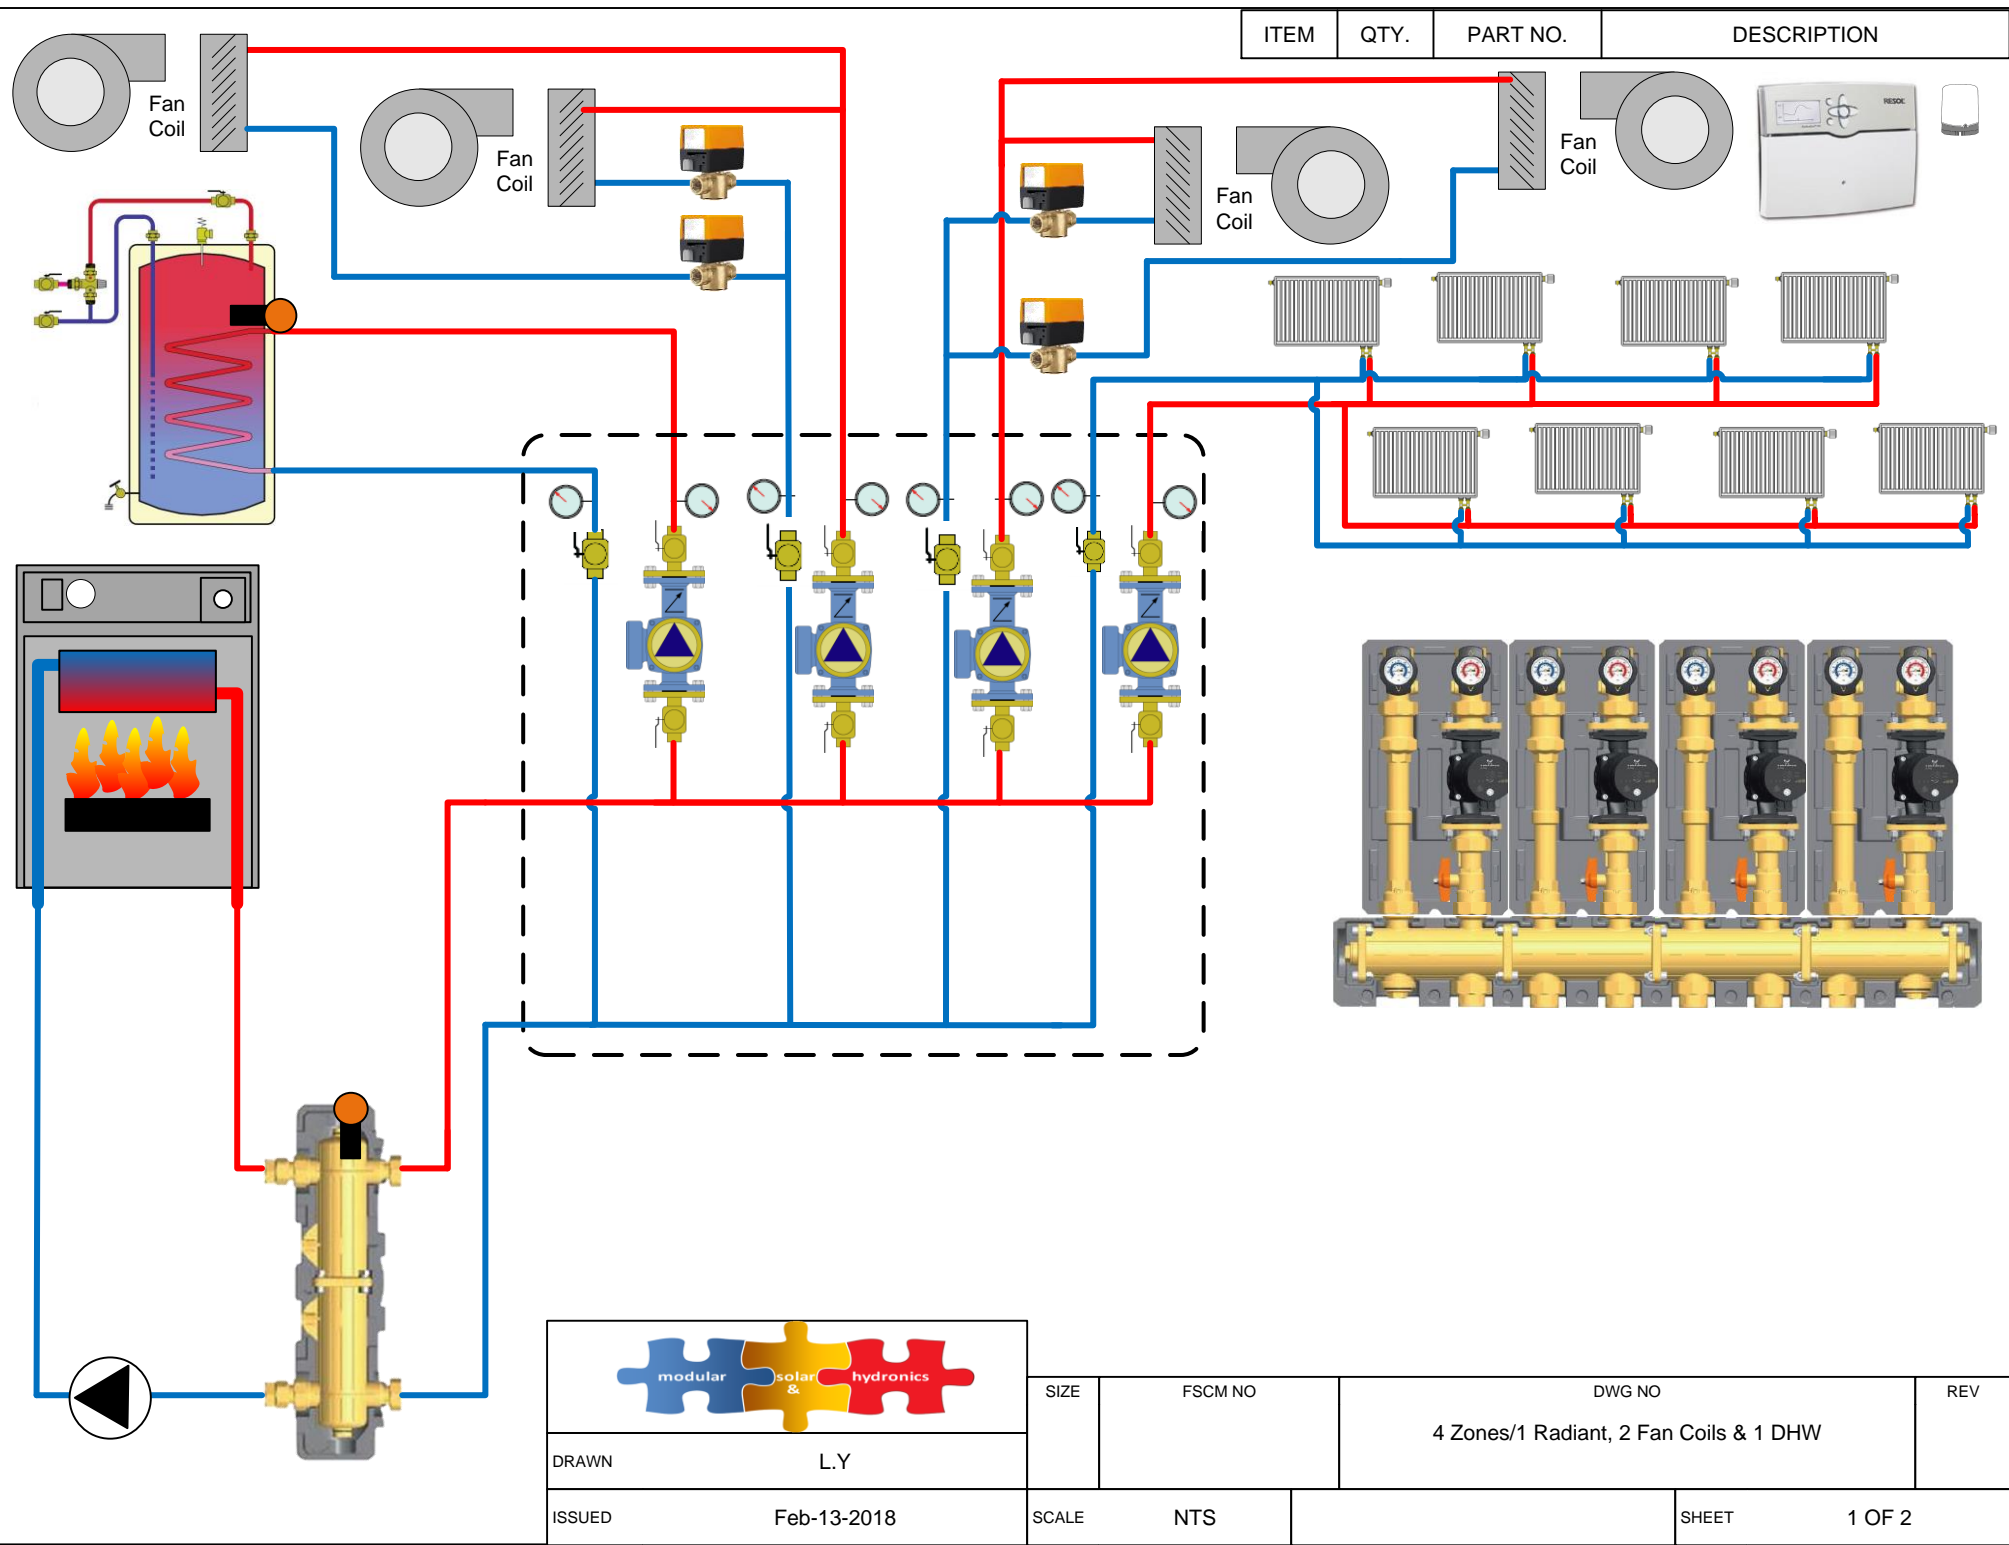 ITEM QTY. PART NO. DESCRIPTION
Fan
Coil
Fan
Coil
Fan
Coil
Fan
Coil
RESOL
modular solar & hydronics
SIZE FSCM NO DWG NO REV
4 Zones/1 Radiant, 2 Fan Coils & 1 DHW
DRAWN L.Y
ISSUED Feb-13-2018 SCALE NTS SHEET 1 OF 2